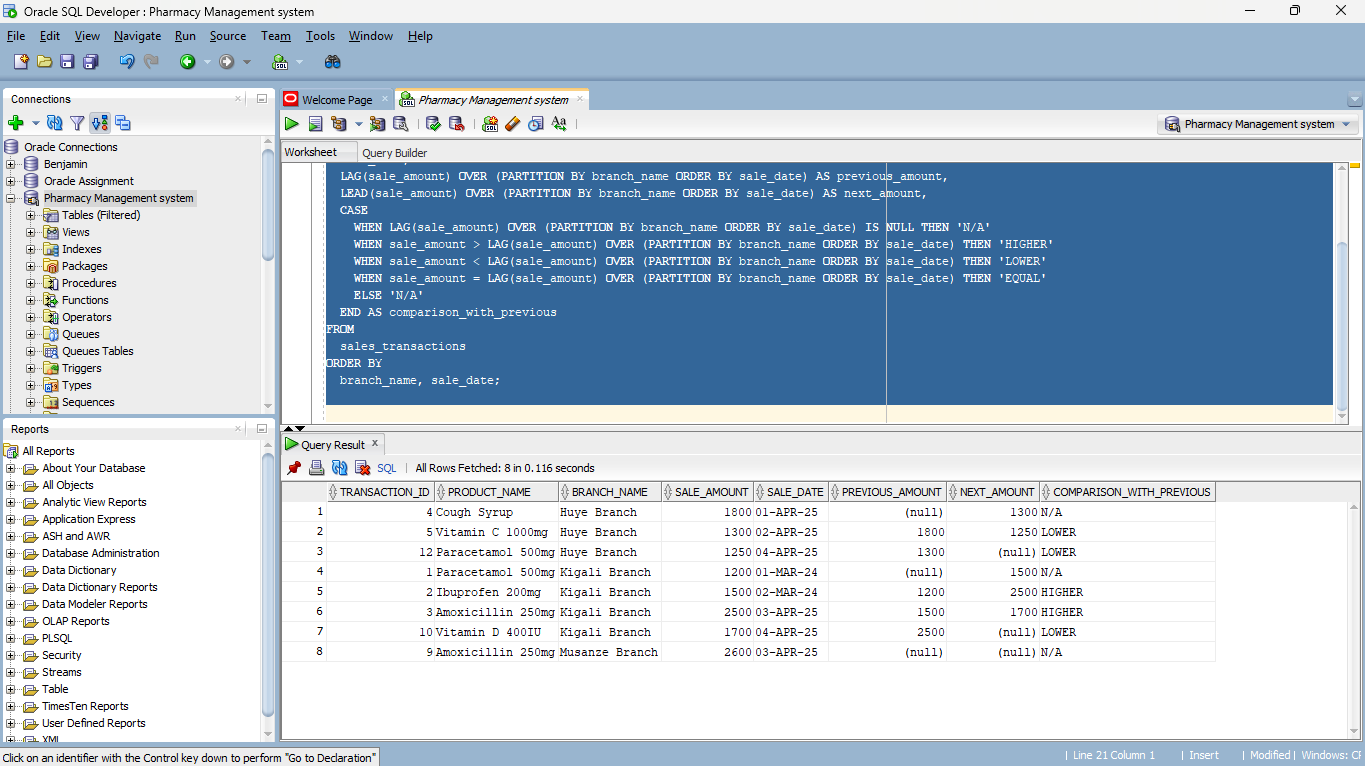 Oracle SQL Developer : Pharmacy Management system
File Edit View Navigate Run Source Team Tools Window Help
Connections
Oracle Connections
Benjamin
Oracle Assignment
Pharmacy Management system
Tables (Filtered)
Views
Indexes
Packages
Procedures
Functions
Operators
Queues
Queues Tables
Triggers
Types
Sequences
Reports
All Reports
About Your Database
All Objects
Analytic View Reports
Application Express
ASH and AWR
Database Administration
Data Dictionary
Data Dictionary Reports
Data Modeler Reports
OLAP Reports
PLSQL
Security
Streams
Table
TimesTen Reports
User Defined Reports
XML
Welcome Page Pharmacy Management system
Pharmacy Management system
Worksheet Query Builder
LAG(sale_amount) OVER (PARTITION BY branch_name ORDER BY sale_date) AS previous_amount,
LEAD(sale_amount) OVER (PARTITION BY branch_name ORDER BY sale_date) AS next_amount,
CASE
WHEN LAG(sale_amount) OVER (PARTITION BY branch_name ORDER BY sale_date) IS NULL THEN 'N/A'
WHEN sale_amount > LAG(sale_amount) OVER (PARTITION BY branch_name ORDER BY sale_date) THEN 'HIGHER'
WHEN sale_amount < LAG(sale_amount) OVER (PARTITION BY branch_name ORDER BY sale_date) THEN 'LOWER'
WHEN sale_amount = LAG(sale_amount) OVER (PARTITION BY branch_name ORDER BY sale_date) THEN 'EQUAL'
ELSE 'N/A'
END AS comparison_with_previous
FROM
sales_transactions
ORDER BY
branch_name, sale_date;
Query Result
SQL All Rows Fetched: 8 in 0.116 seconds
TRANSACTION_ID PRODUCT_NAME BRANCH_NAME SALE_AMOUNT SALE_DATE PREVIOUS_AMOUNT NEXT_AMOUNT COMPARISON_WITH_PREVIOUS
1 4 Cough Syrup Huye Branch 1800 01-APR-25 (null) 1300 N/A
2 5 Vitamin C 1000mg Huye Branch 1300 02-APR-25 1800 1250 LOWER
3 12 Paracetamol 500mg Huye Branch 1250 04-APR-25 1300 (null) LOWER
4 1 Paracetamol 500mg Kigali Branch 1200 01-MAR-24 (null) 1500 N/A
5 2 Ibuprofen 200mg Kigali Branch 1500 02-MAR-24 1200 2500 HIGHER
6 3 Amoxicillin 250mg Kigali Branch 2500 03-APR-25 1500 1700 HIGHER
7 10 Vitamin D 400IU Kigali Branch 1700 04-APR-25 2500 (null) LOWER
8 9 Amoxicillin 250mg Musanze Branch 2600 03-APR-25 (null) (null) N/A
Click on an identifier with the Control key down to perform "Go to Declaration"
Line 21 Column 1 Insert Modified Windows: